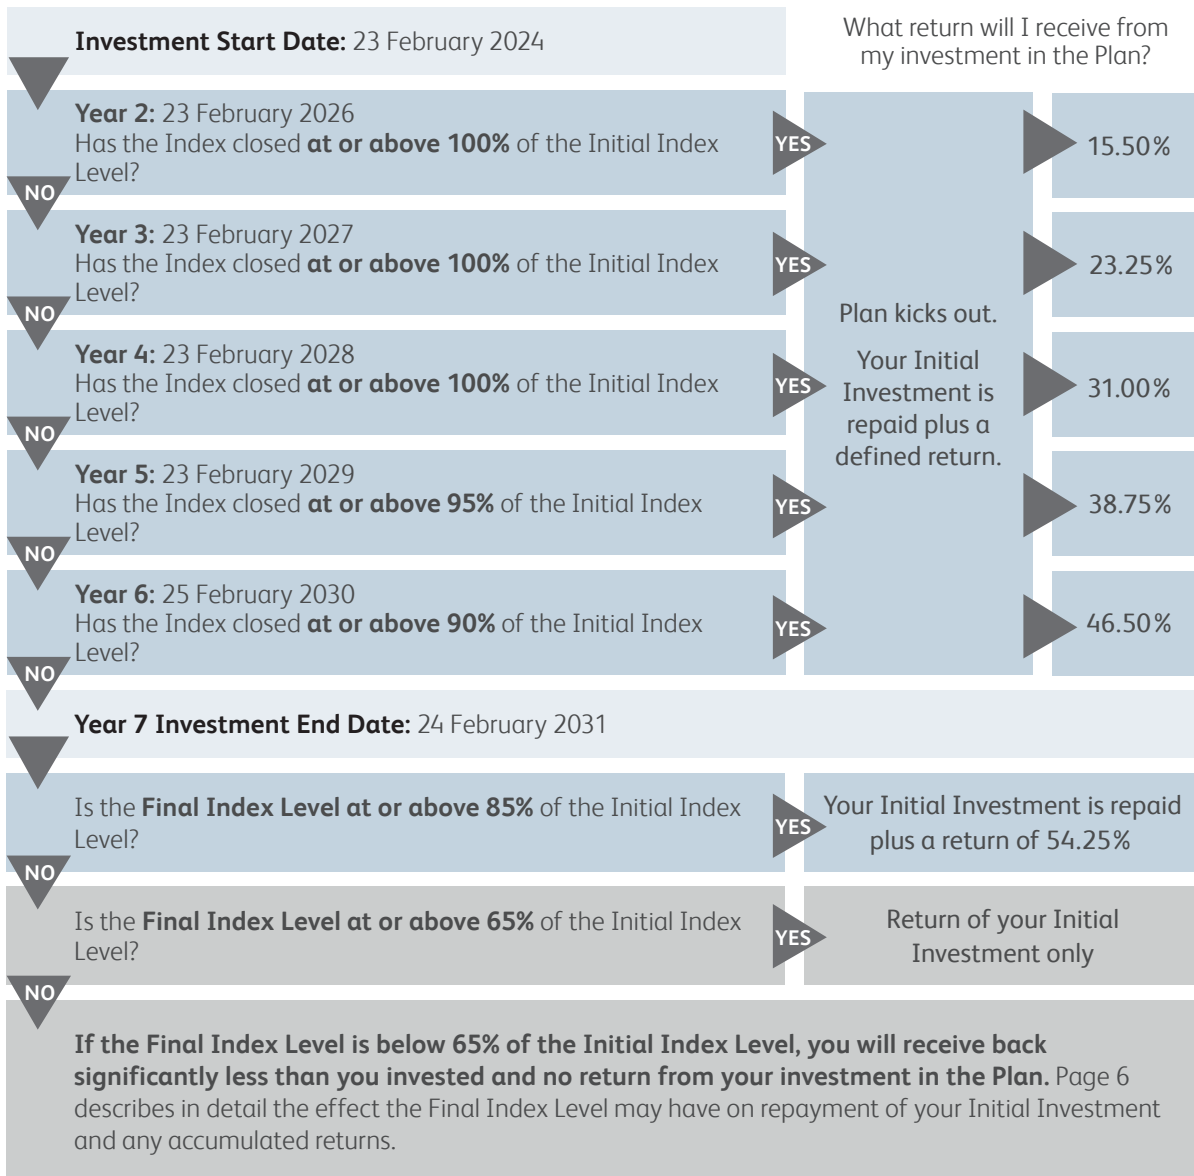 Investment Start Date: 23 February 2024
What return will I receive from
my investment in the Plan?
Year 2: 23 February 2026
Has the Index closed at or above 100% of the Initial Index
Level?
YES
15.50%
NO
Year 3: 23 February 2027
Has the Index closed at or above 100% of the Initial Index
Level?
YES
23.25%
NO
Plan kicks out.
Your Initial
Investment is
repaid plus a
defined return.
Year 4: 23 February 2028
Has the Index closed at or above 100% of the Initial Index
Level?
YES
31.00%
NO
Year 5: 23 February 2029
Has the Index closed at or above 95% of the Initial Index
Level?
YES
38.75%
NO
Year 6: 25 February 2030
Has the Index closed at or above 90% of the Initial Index
Level?
YES
46.50%
NO
Year 7 Investment End Date: 24 February 2031
Is the Final Index Level at or above 85% of the Initial Index
Level?
YES
Your Initial Investment is repaid
plus a return of 54.25%
NO
Is the Final Index Level at or above 65% of the Initial Index
Level?
YES
Return of your Initial
Investment only
NO
If the Final Index Level is below 65% of the Initial Index Level, you will receive back
significantly less than you invested and no return from your investment in the Plan. Page 6
describes in detail the effect the Final Index Level may have on repayment of your Initial Investment
and any accumulated returns.